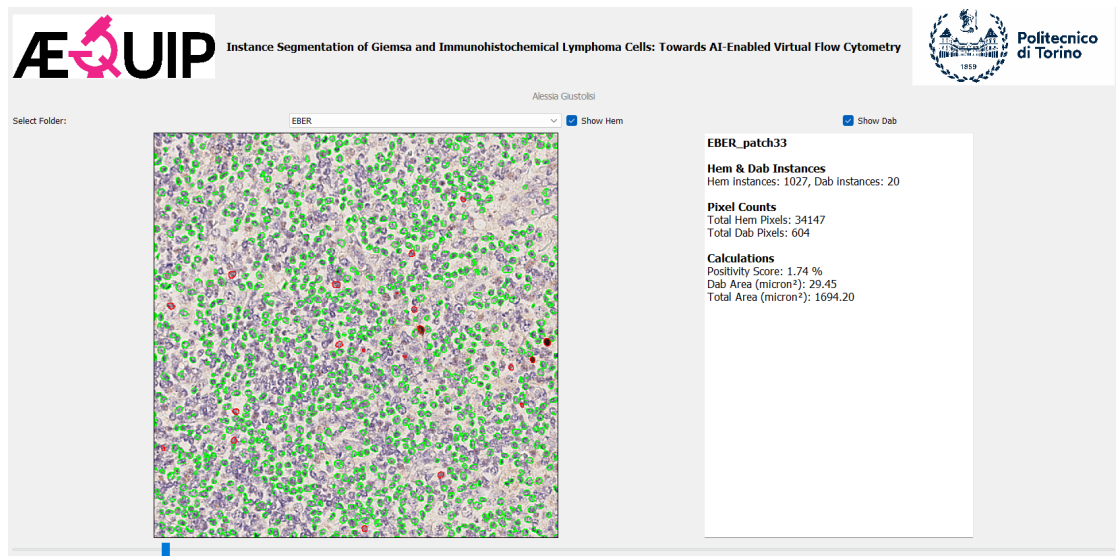 ÆQUIP
Instance Segmentation of Giemsa and Immunohistochemical Lymphoma Cells: Towards AI-Enabled Virtual Flow Cytometry
1859
Politecnico
di Torino
Alessia Giustolisi
Select Folder:
EBER
Show Hem
Show Dab
EBER_patch33
Hem & Dab Instances
Hem instances: 1027, Dab instances: 20
Pixel Counts
Total Hem Pixels: 34147
Total Dab Pixels: 604
Calculations
Positivity Score: 1.74 %
Dab Area (micron²): 29.45
Total Area (micron²): 1694.20